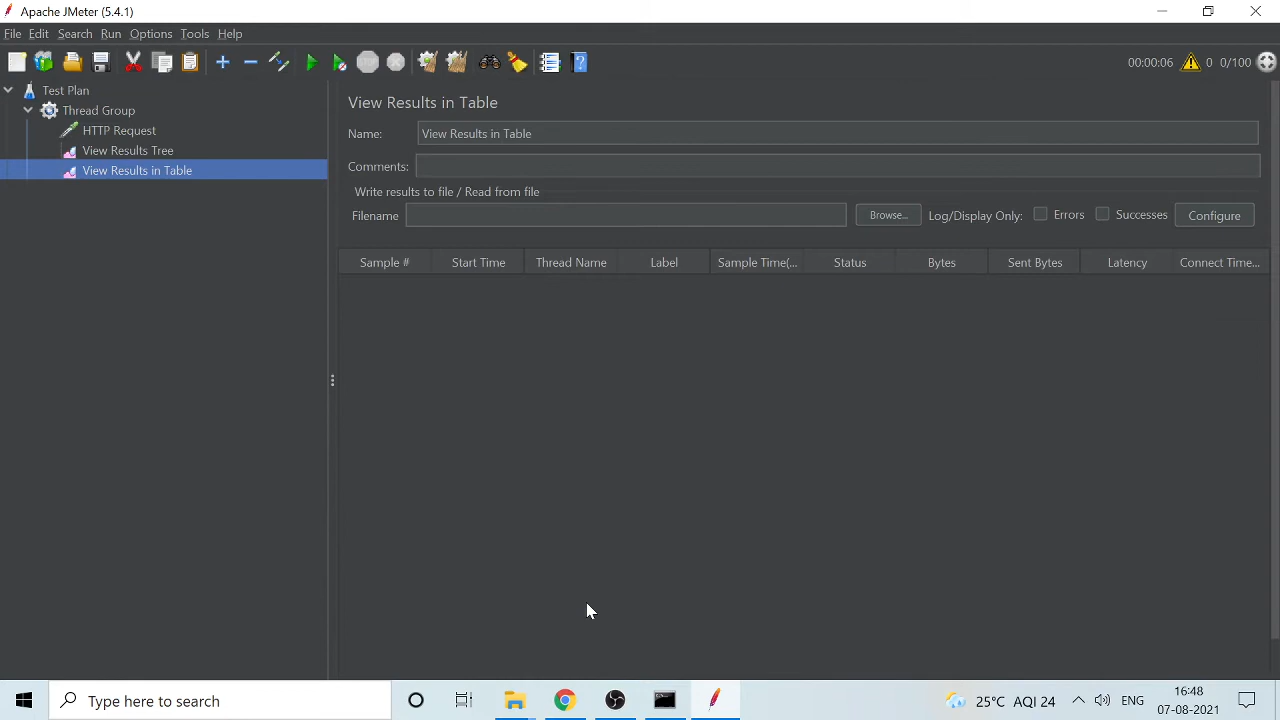 Apache JMeter (5.4.1)
File Edit Search Run Options Tools Help
00:00:06 0 0/100
Test Plan
Thread Group
HTTP Request
View Results Tree
View Results in Table
View Results in Table
Name: View Results in Table
Comments:
Write results to file / Read from file
Filename Browse... Log/Display Only: Errors Successes Configure
Sample # Start Time Thread Name Label Sample Time(... Status Bytes Sent Bytes Latency Connect Time...
Type here to search
25°C AQI 24 ENG
16:48
07-08-2021